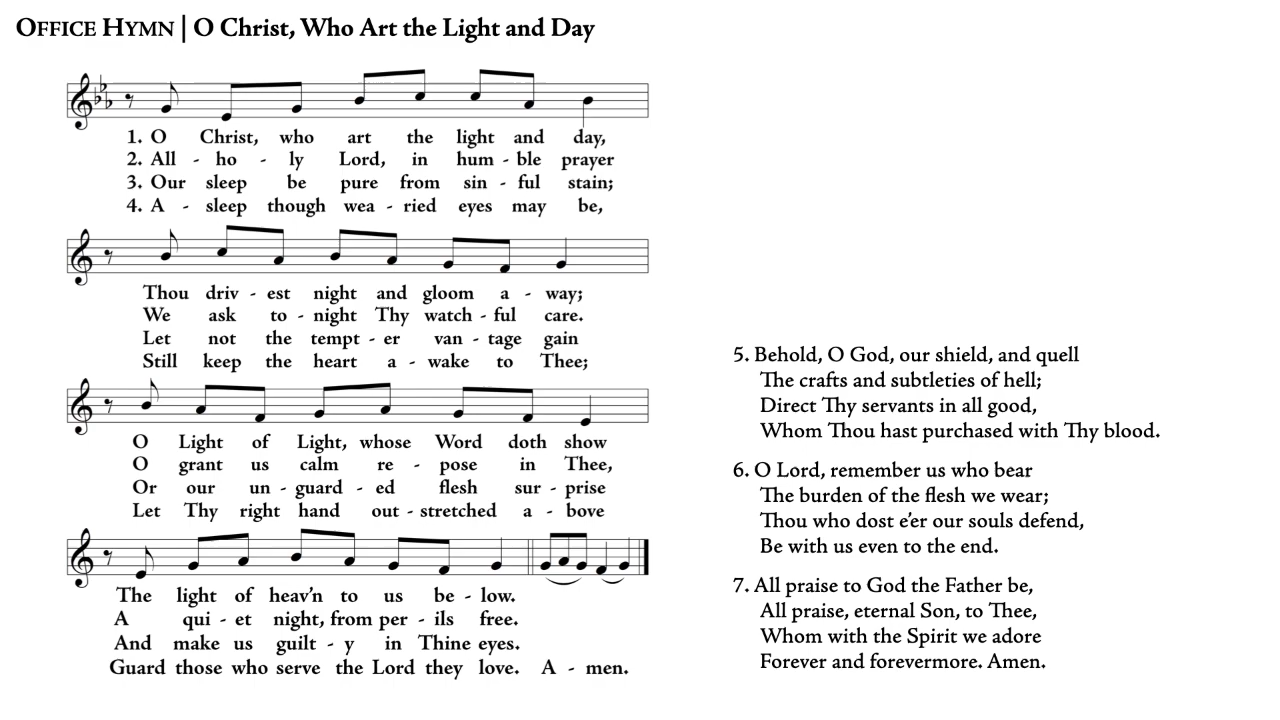 OFFICE HYMN | O Christ, Who Art the Light and Day
1. O Christ, who art the light and day,
2. All - ho - ly Lord, in hum - ble prayer
3. Our sleep be pure from sin - ful stain;
4. A - sleep though wea - ried eyes may be,
Thou driv - est night and gloom a - way;
We ask to - night Thy watch - ful care.
Let not the tempt - er van - tage gain
Still keep the heart a - wake to Thee;
O Light of Light, whose Word doth show
O grant us calm re - pose in Thee,
Or our un - guard - ed flesh sur - prise
Let Thy right hand out - stretched a - bove
The light of heav'n to us be - low.
A qui - et night, from per - ils free.
And make us guilt - y in Thine eyes.
Guard those who serve the Lord they love. A - men.
5. Behold, O God, our shield, and quell
The crafts and subtleties of hell;
Direct Thy servants in all good,
Whom Thou hast purchased with Thy blood.
6. O Lord, remember us who bear
The burden of the flesh we wear;
Thou who dost e'er our souls defend,
Be with us even to the end.
7. All praise to God the Father be,
All praise, eternal Son, to Thee,
Whom with the Spirit we adore
Forever and forevermore. Amen.